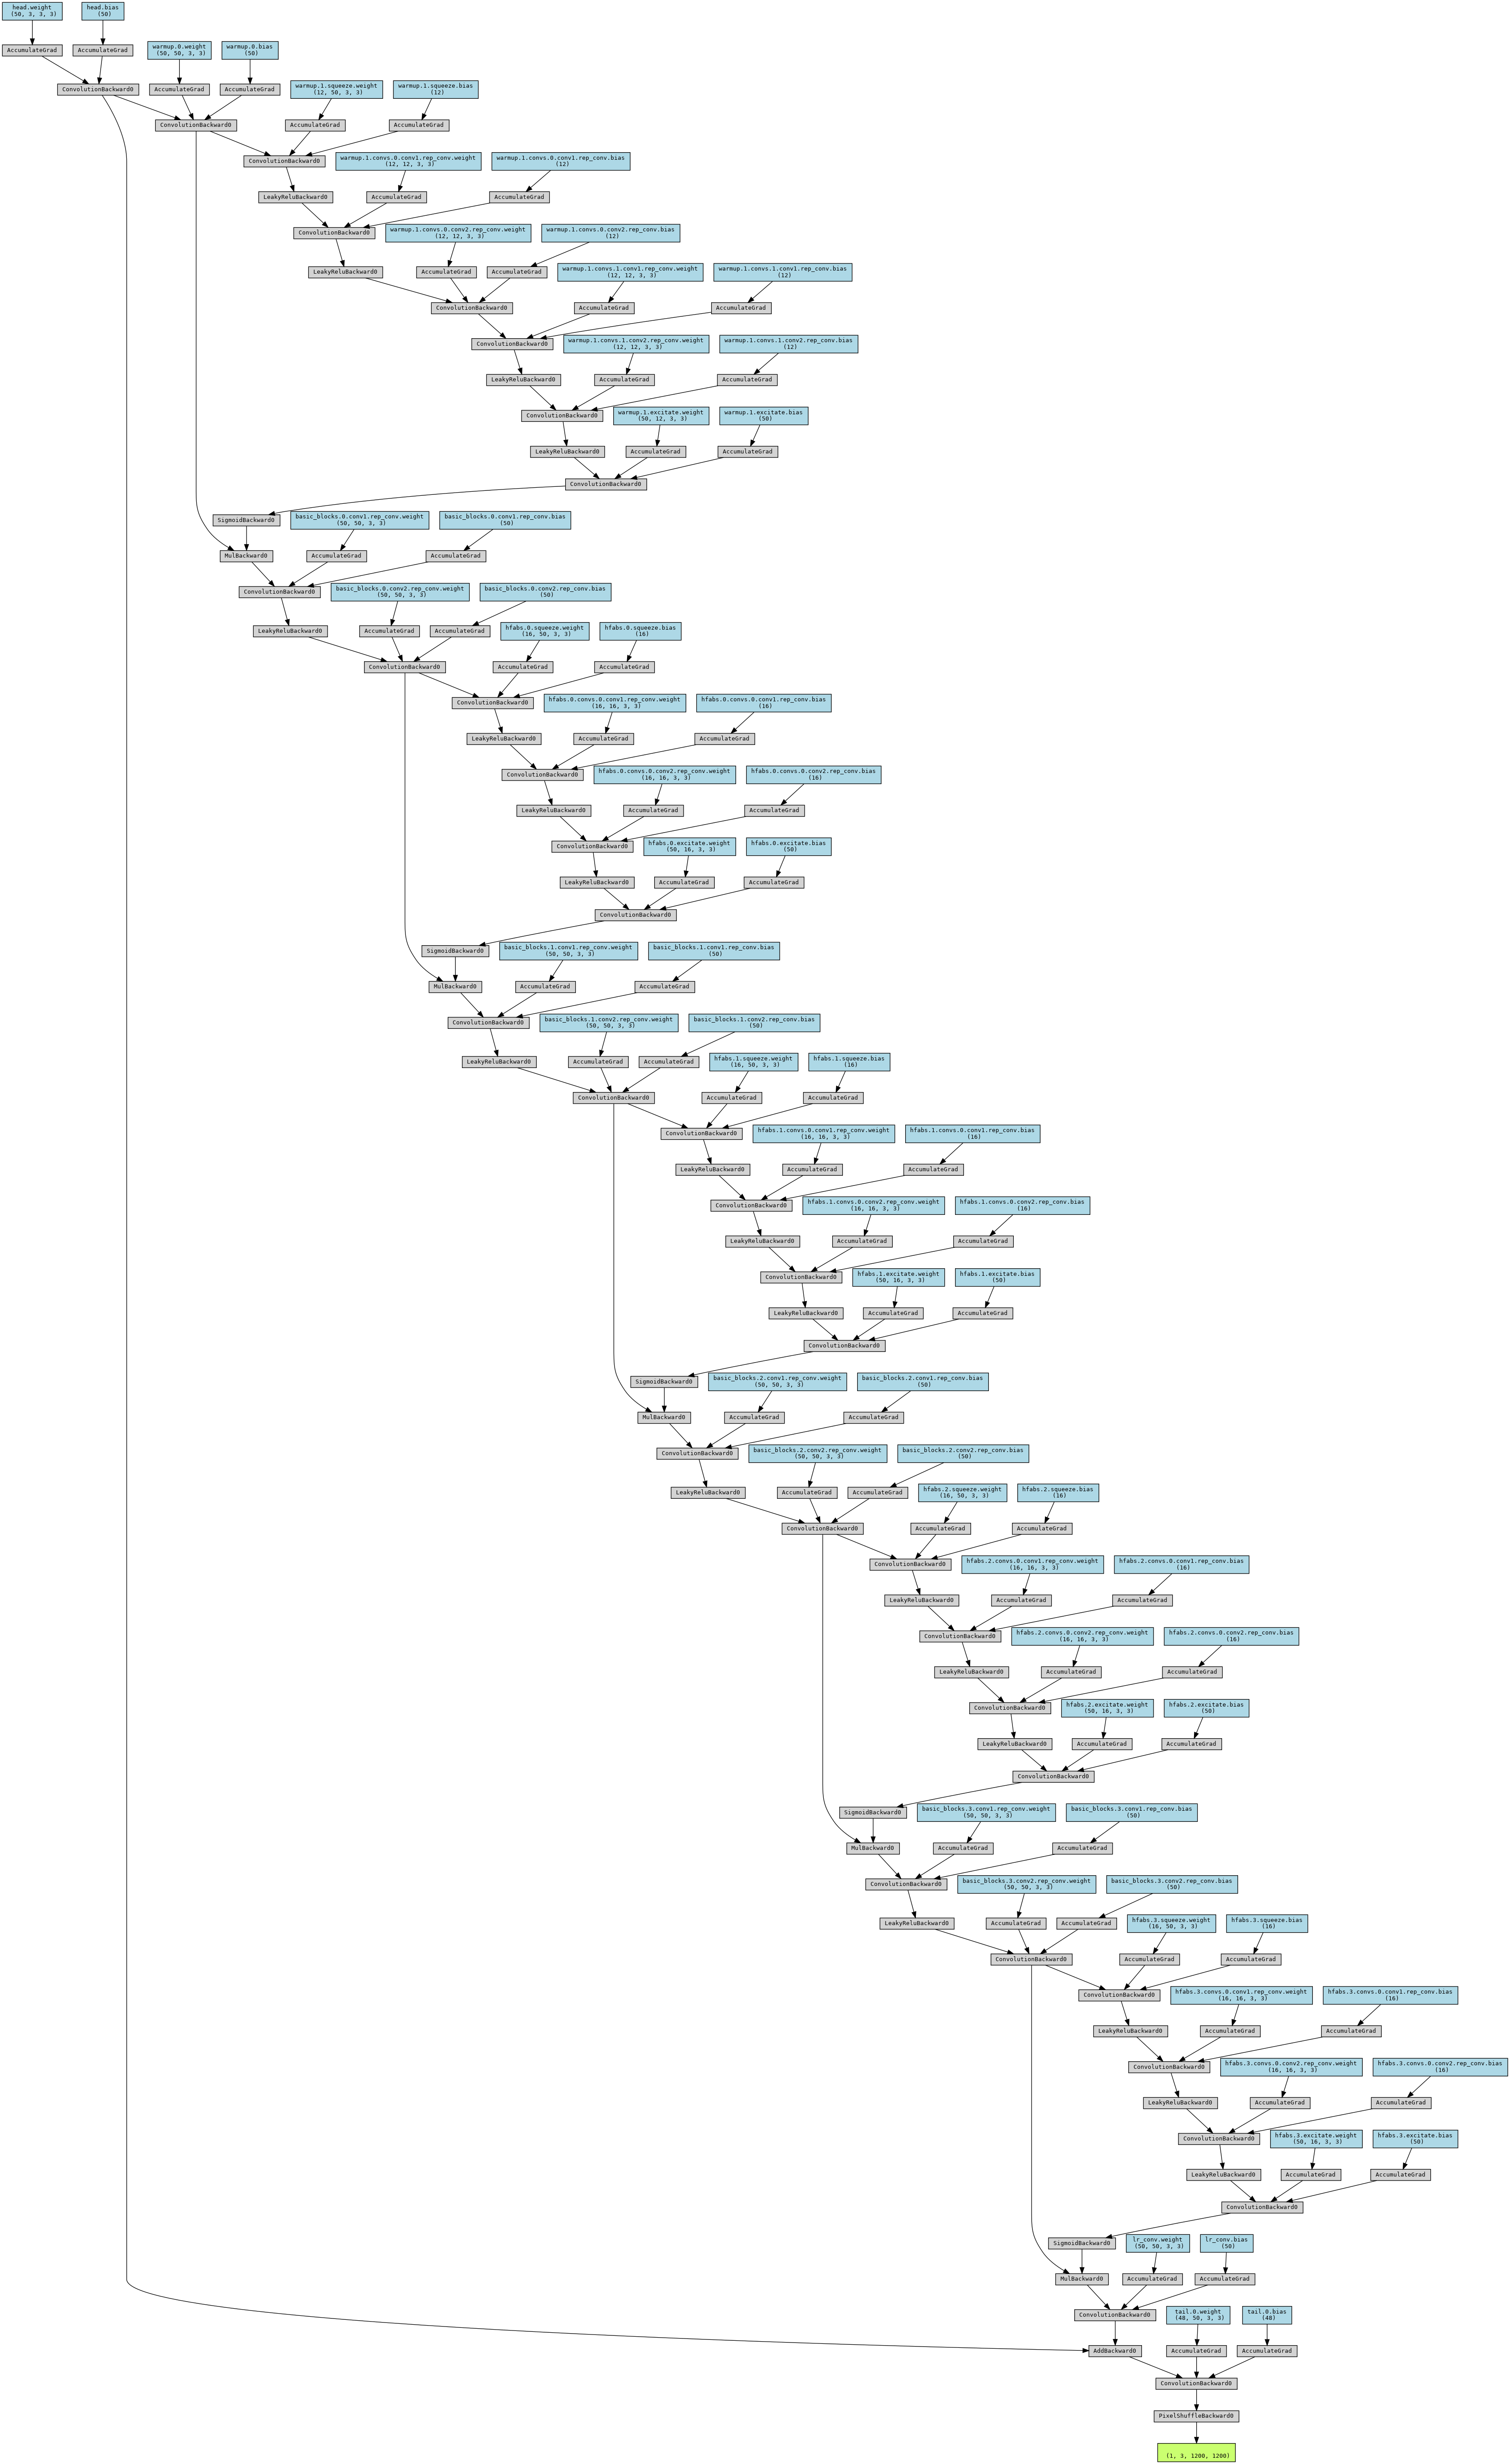 head.weight
(50, 3, 3, 3)
head.bias
(50)
AccumulateGrad
AccumulateGrad
warmup.0.weight
(50, 50, 3, 3)
warmup.0.bias
(50)
ConvolutionBackward0
AccumulateGrad
AccumulateGrad
warmup.1.squeeze.weight
(12, 50, 3, 3)
warmup.1.squeeze.bias
(12)
ConvolutionBackward0
AccumulateGrad
AccumulateGrad
ConvolutionBackward0
warmup.1.convs.0.conv1.rep_conv.weight
(12, 12, 3, 3)
warmup.1.convs.0.conv1.rep_conv.bias
(12)
LeakyReluBackward0
AccumulateGrad
AccumulateGrad
ConvolutionBackward0
warmup.1.convs.0.conv2.rep_conv.weight
(12, 12, 3, 3)
warmup.1.convs.0.conv2.rep_conv.bias
(12)
LeakyReluBackward0
AccumulateGrad
AccumulateGrad
warmup.1.convs.1.conv1.rep_conv.weight
(12, 12, 3, 3)
warmup.1.convs.1.conv1.rep_conv.bias
(12)
ConvolutionBackward0
AccumulateGrad
AccumulateGrad
ConvolutionBackward0
warmup.1.convs.1.conv2.rep_conv.weight
(12, 12, 3, 3)
warmup.1.convs.1.conv2.rep_conv.bias
(12)
LeakyReluBackward0
AccumulateGrad
AccumulateGrad
ConvolutionBackward0
warmup.1.excitate.weight
(50, 12, 3, 3)
warmup.1.excitate.bias
(50)
LeakyReluBackward0
AccumulateGrad
AccumulateGrad
ConvolutionBackward0
SigmoidBackward0
basic_blocks.0.conv1.rep_conv.weight
(50, 50, 3, 3)
basic_blocks.0.conv1.rep_conv.bias
(50)
MulBackward0
AccumulateGrad
AccumulateGrad
ConvolutionBackward0
basic_blocks.0.conv2.rep_conv.weight
(50, 50, 3, 3)
basic_blocks.0.conv2.rep_conv.bias
(50)
LeakyReluBackward0
AccumulateGrad
AccumulateGrad
hfabs.0.squeeze.weight
(16, 50, 3, 3)
hfabs.0.squeeze.bias
(16)
ConvolutionBackward0
AccumulateGrad
AccumulateGrad
ConvolutionBackward0
hfabs.0.convs.0.conv1.rep_conv.weight
(16, 16, 3, 3)
hfabs.0.convs.0.conv1.rep_conv.bias
(16)
LeakyReluBackward0
AccumulateGrad
AccumulateGrad
ConvolutionBackward0
hfabs.0.convs.0.conv2.rep_conv.weight
(16, 16, 3, 3)
hfabs.0.convs.0.conv2.rep_conv.bias
(16)
LeakyReluBackward0
AccumulateGrad
AccumulateGrad
ConvolutionBackward0
hfabs.0.excitate.weight
(50, 16, 3, 3)
hfabs.0.excitate.bias
(50)
LeakyReluBackward0
AccumulateGrad
AccumulateGrad
ConvolutionBackward0
SigmoidBackward0
basic_blocks.1.conv1.rep_conv.weight
(50, 50, 3, 3)
basic_blocks.1.conv1.rep_conv.bias
(50)
MulBackward0
AccumulateGrad
AccumulateGrad
ConvolutionBackward0
basic_blocks.1.conv2.rep_conv.weight
(50, 50, 3, 3)
basic_blocks.1.conv2.rep_conv.bias
(50)
LeakyReluBackward0
AccumulateGrad
AccumulateGrad
hfabs.1.squeeze.weight
(16, 50, 3, 3)
hfabs.1.squeeze.bias
(16)
ConvolutionBackward0
AccumulateGrad
AccumulateGrad
ConvolutionBackward0
hfabs.1.convs.0.conv1.rep_conv.weight
(16, 16, 3, 3)
hfabs.1.convs.0.conv1.rep_conv.bias
(16)
LeakyReluBackward0
AccumulateGrad
AccumulateGrad
ConvolutionBackward0
hfabs.1.convs.0.conv2.rep_conv.weight
(16, 16, 3, 3)
hfabs.1.convs.0.conv2.rep_conv.bias
(16)
LeakyReluBackward0
AccumulateGrad
AccumulateGrad
ConvolutionBackward0
hfabs.1.excitate.weight
(50, 16, 3, 3)
hfabs.1.excitate.bias
(50)
LeakyReluBackward0
AccumulateGrad
AccumulateGrad
ConvolutionBackward0
SigmoidBackward0
basic_blocks.2.conv1.rep_conv.weight
(50, 50, 3, 3)
basic_blocks.2.conv1.rep_conv.bias
(50)
MulBackward0
AccumulateGrad
AccumulateGrad
ConvolutionBackward0
basic_blocks.2.conv2.rep_conv.weight
(50, 50, 3, 3)
basic_blocks.2.conv2.rep_conv.bias
(50)
LeakyReluBackward0
AccumulateGrad
AccumulateGrad
hfabs.2.squeeze.weight
(16, 50, 3, 3)
hfabs.2.squeeze.bias
(16)
ConvolutionBackward0
AccumulateGrad
AccumulateGrad
ConvolutionBackward0
hfabs.2.convs.0.conv1.rep_conv.weight
(16, 16, 3, 3)
hfabs.2.convs.0.conv1.rep_conv.bias
(16)
LeakyReluBackward0
AccumulateGrad
AccumulateGrad
ConvolutionBackward0
hfabs.2.convs.0.conv2.rep_conv.weight
(16, 16, 3, 3)
hfabs.2.convs.0.conv2.rep_conv.bias
(16)
LeakyReluBackward0
AccumulateGrad
AccumulateGrad
ConvolutionBackward0
hfabs.2.excitate.weight
(50, 16, 3, 3)
hfabs.2.excitate.bias
(50)
LeakyReluBackward0
AccumulateGrad
AccumulateGrad
ConvolutionBackward0
SigmoidBackward0
basic_blocks.3.conv1.rep_conv.weight
(50, 50, 3, 3)
basic_blocks.3.conv1.rep_conv.bias
(50)
MulBackward0
AccumulateGrad
AccumulateGrad
ConvolutionBackward0
basic_blocks.3.conv2.rep_conv.weight
(50, 50, 3, 3)
basic_blocks.3.conv2.rep_conv.bias
(50)
LeakyReluBackward0
AccumulateGrad
AccumulateGrad
hfabs.3.squeeze.weight
(16, 50, 3, 3)
hfabs.3.squeeze.bias
(16)
ConvolutionBackward0
AccumulateGrad
AccumulateGrad
ConvolutionBackward0
hfabs.3.convs.0.conv1.rep_conv.weight
(16, 16, 3, 3)
hfabs.3.convs.0.conv1.rep_conv.bias
(16)
LeakyReluBackward0
AccumulateGrad
AccumulateGrad
ConvolutionBackward0
hfabs.3.convs.0.conv2.rep_conv.weight
(16, 16, 3, 3)
hfabs.3.convs.0.conv2.rep_conv.bias
(16)
LeakyReluBackward0
AccumulateGrad
AccumulateGrad
ConvolutionBackward0
hfabs.3.excitate.weight
(50, 16, 3, 3)
hfabs.3.excitate.bias
(50)
LeakyReluBackward0
AccumulateGrad
AccumulateGrad
ConvolutionBackward0
SigmoidBackward0
lr_conv.weight
(50, 50, 3, 3)
lr_conv.bias
(50)
MulBackward0
AccumulateGrad
AccumulateGrad
ConvolutionBackward0
tail.0.weight
(48, 50, 3, 3)
tail.0.bias
(48)
AddBackward0
AccumulateGrad
AccumulateGrad
ConvolutionBackward0
PixelShuffleBackward0
(1, 3, 1200, 1200)